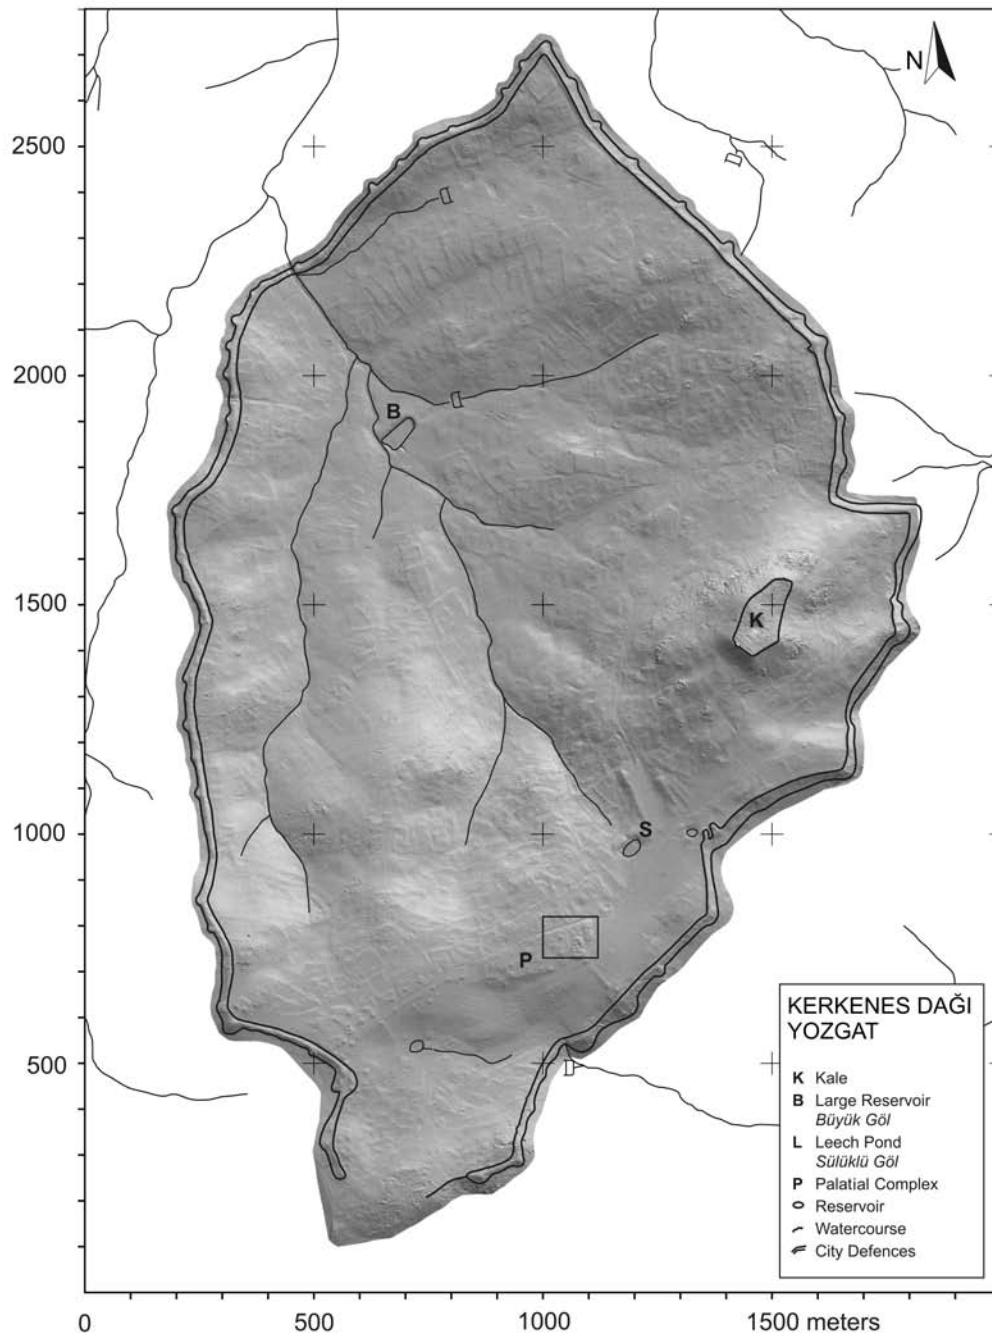 N
2500
2000
B
1500
K
1000
S
P
500
KERKENES DAĞI
YOZGAT
K Kale
B Large Reservoir
Büyük Göl
L Leech Pond
Sülüklü Göl
P Palatial Complex
Reservoir
Watercourse
City Defences
0 500 1000 1500 meters